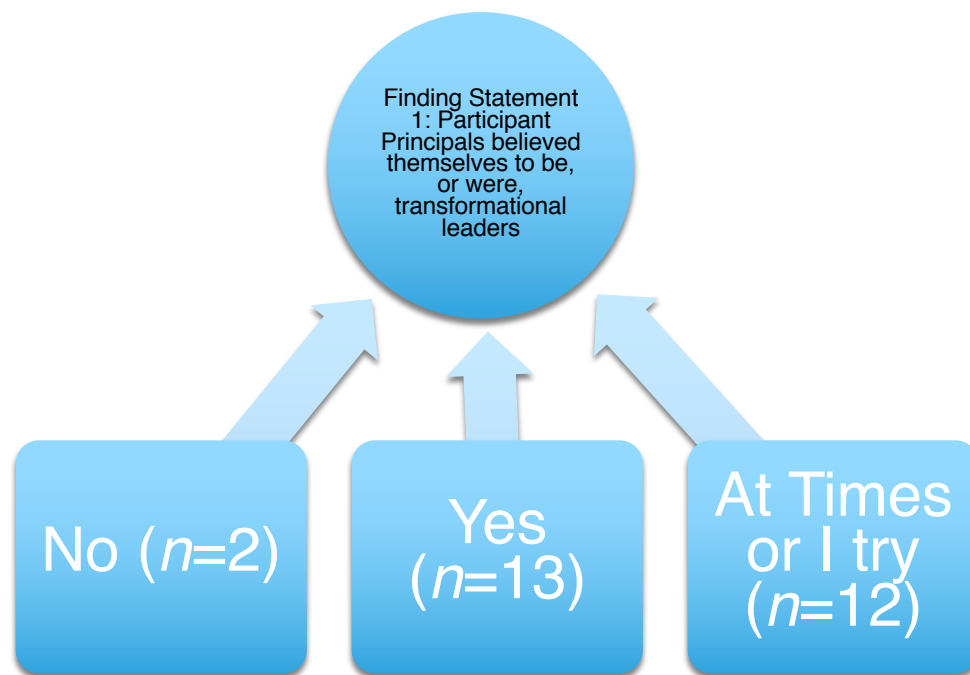 Finding Statement
1: Participant
Principals believed
themselves to be,
or were,
transformational
leaders
No (n=2)
Yes
(n=13)
At Times
or I try
(n=12)